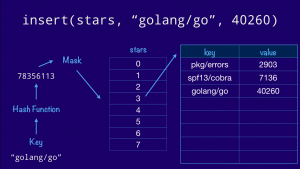 insert(stars, “golang/go”, 40260)
Mask
78356113
Hash Function
Key
“golang/go”
stars
0
1
2
3
4
5
6
7
key value
pkg/errors 2903
spf13/cobra 7136
golang/go 40260